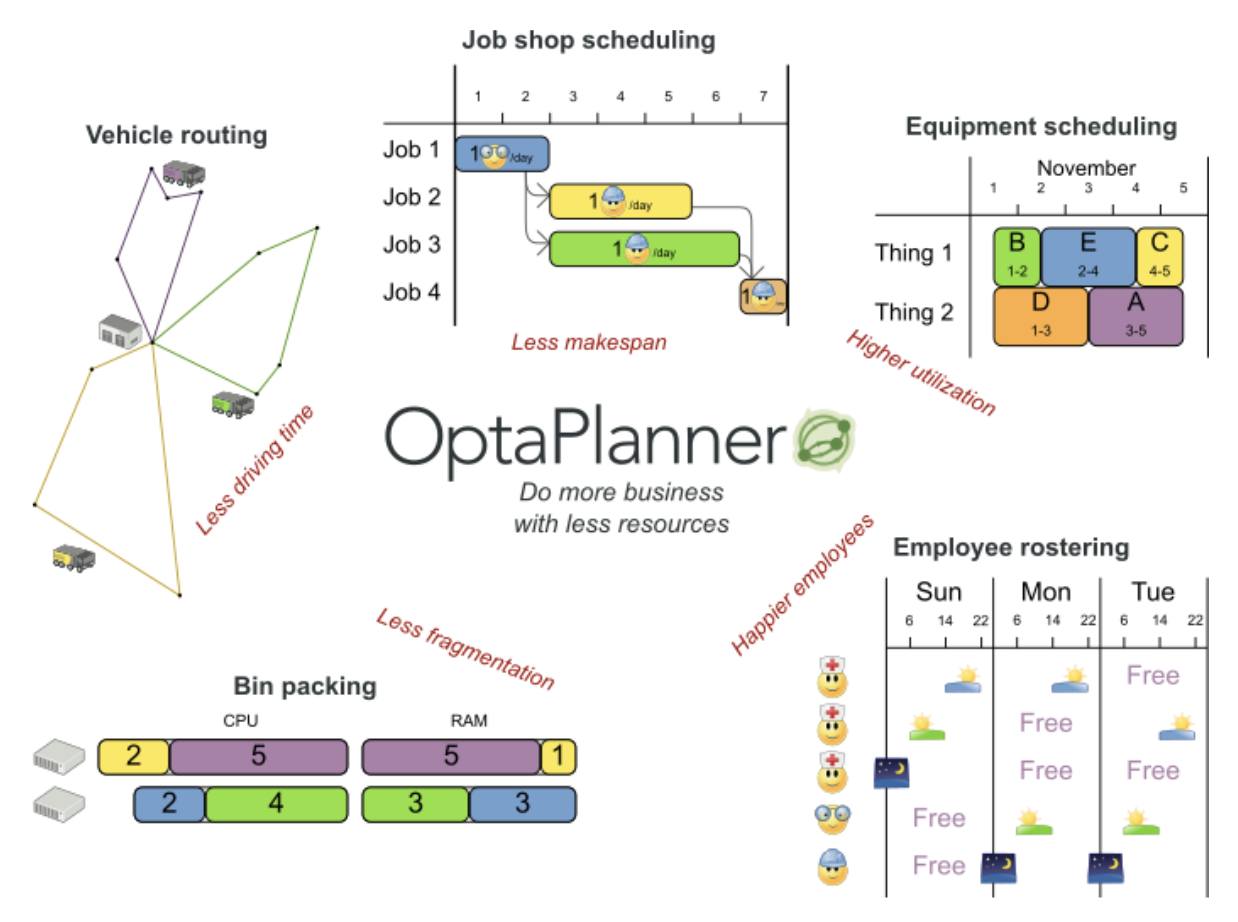 Job shop scheduling
1 2 3 4 5 6 7
Job 1
1 /day
Job 2
1 /day
Job 3
1 /day
Job 4
1
Less makespan
Vehicle routing
Less driving time
Equipment scheduling
November
1 2 3 4 5
Thing 1
B E C
1-2 2-4 4-5
Thing 2
D A
1-3 3-5
Higher utilization
OptaPlanner
Do more business
with less resources
Less fragmentation
Bin packing
CPU RAM
2 5 5 1
2 4 3 3
Happier employees
Employee rostering
Sun Mon Tue
6 14 22 6 14 22 6 14 22
Free
Free
Free Free
Free
Free